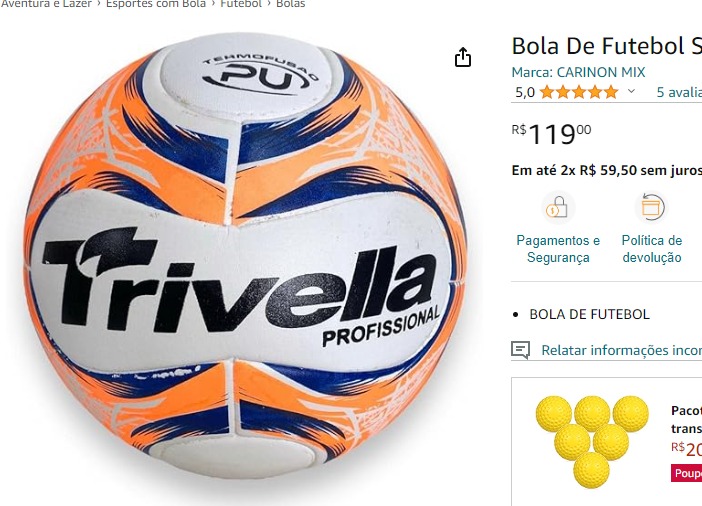 Aventura e Lazer › Esportes com Bola › Futebol › Bolas
TERMOFUSÃO
PU
Trivella
PROFISSIONAL
Bola De Futebol S
Marca: CARINON MIX
5,0
5 avalia
R$11900
Em até 2x R$ 59,50 sem juros
Pagamentos e
Segurança
Política de
devolução
• BOLA DE FUTEBOL
Relatar informações incor
Pacot
trans
R$20
Poupe